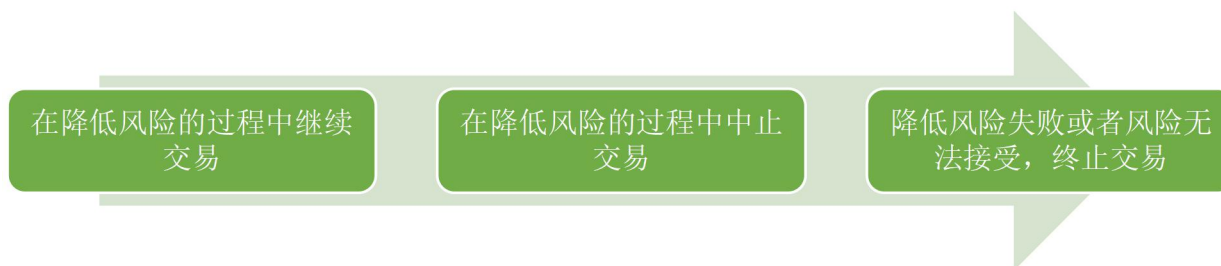 在降低风险的过程中继续
交易
在降低风险的过程中中止
交易
降低风险失败或者风险无
法接受，终止交易